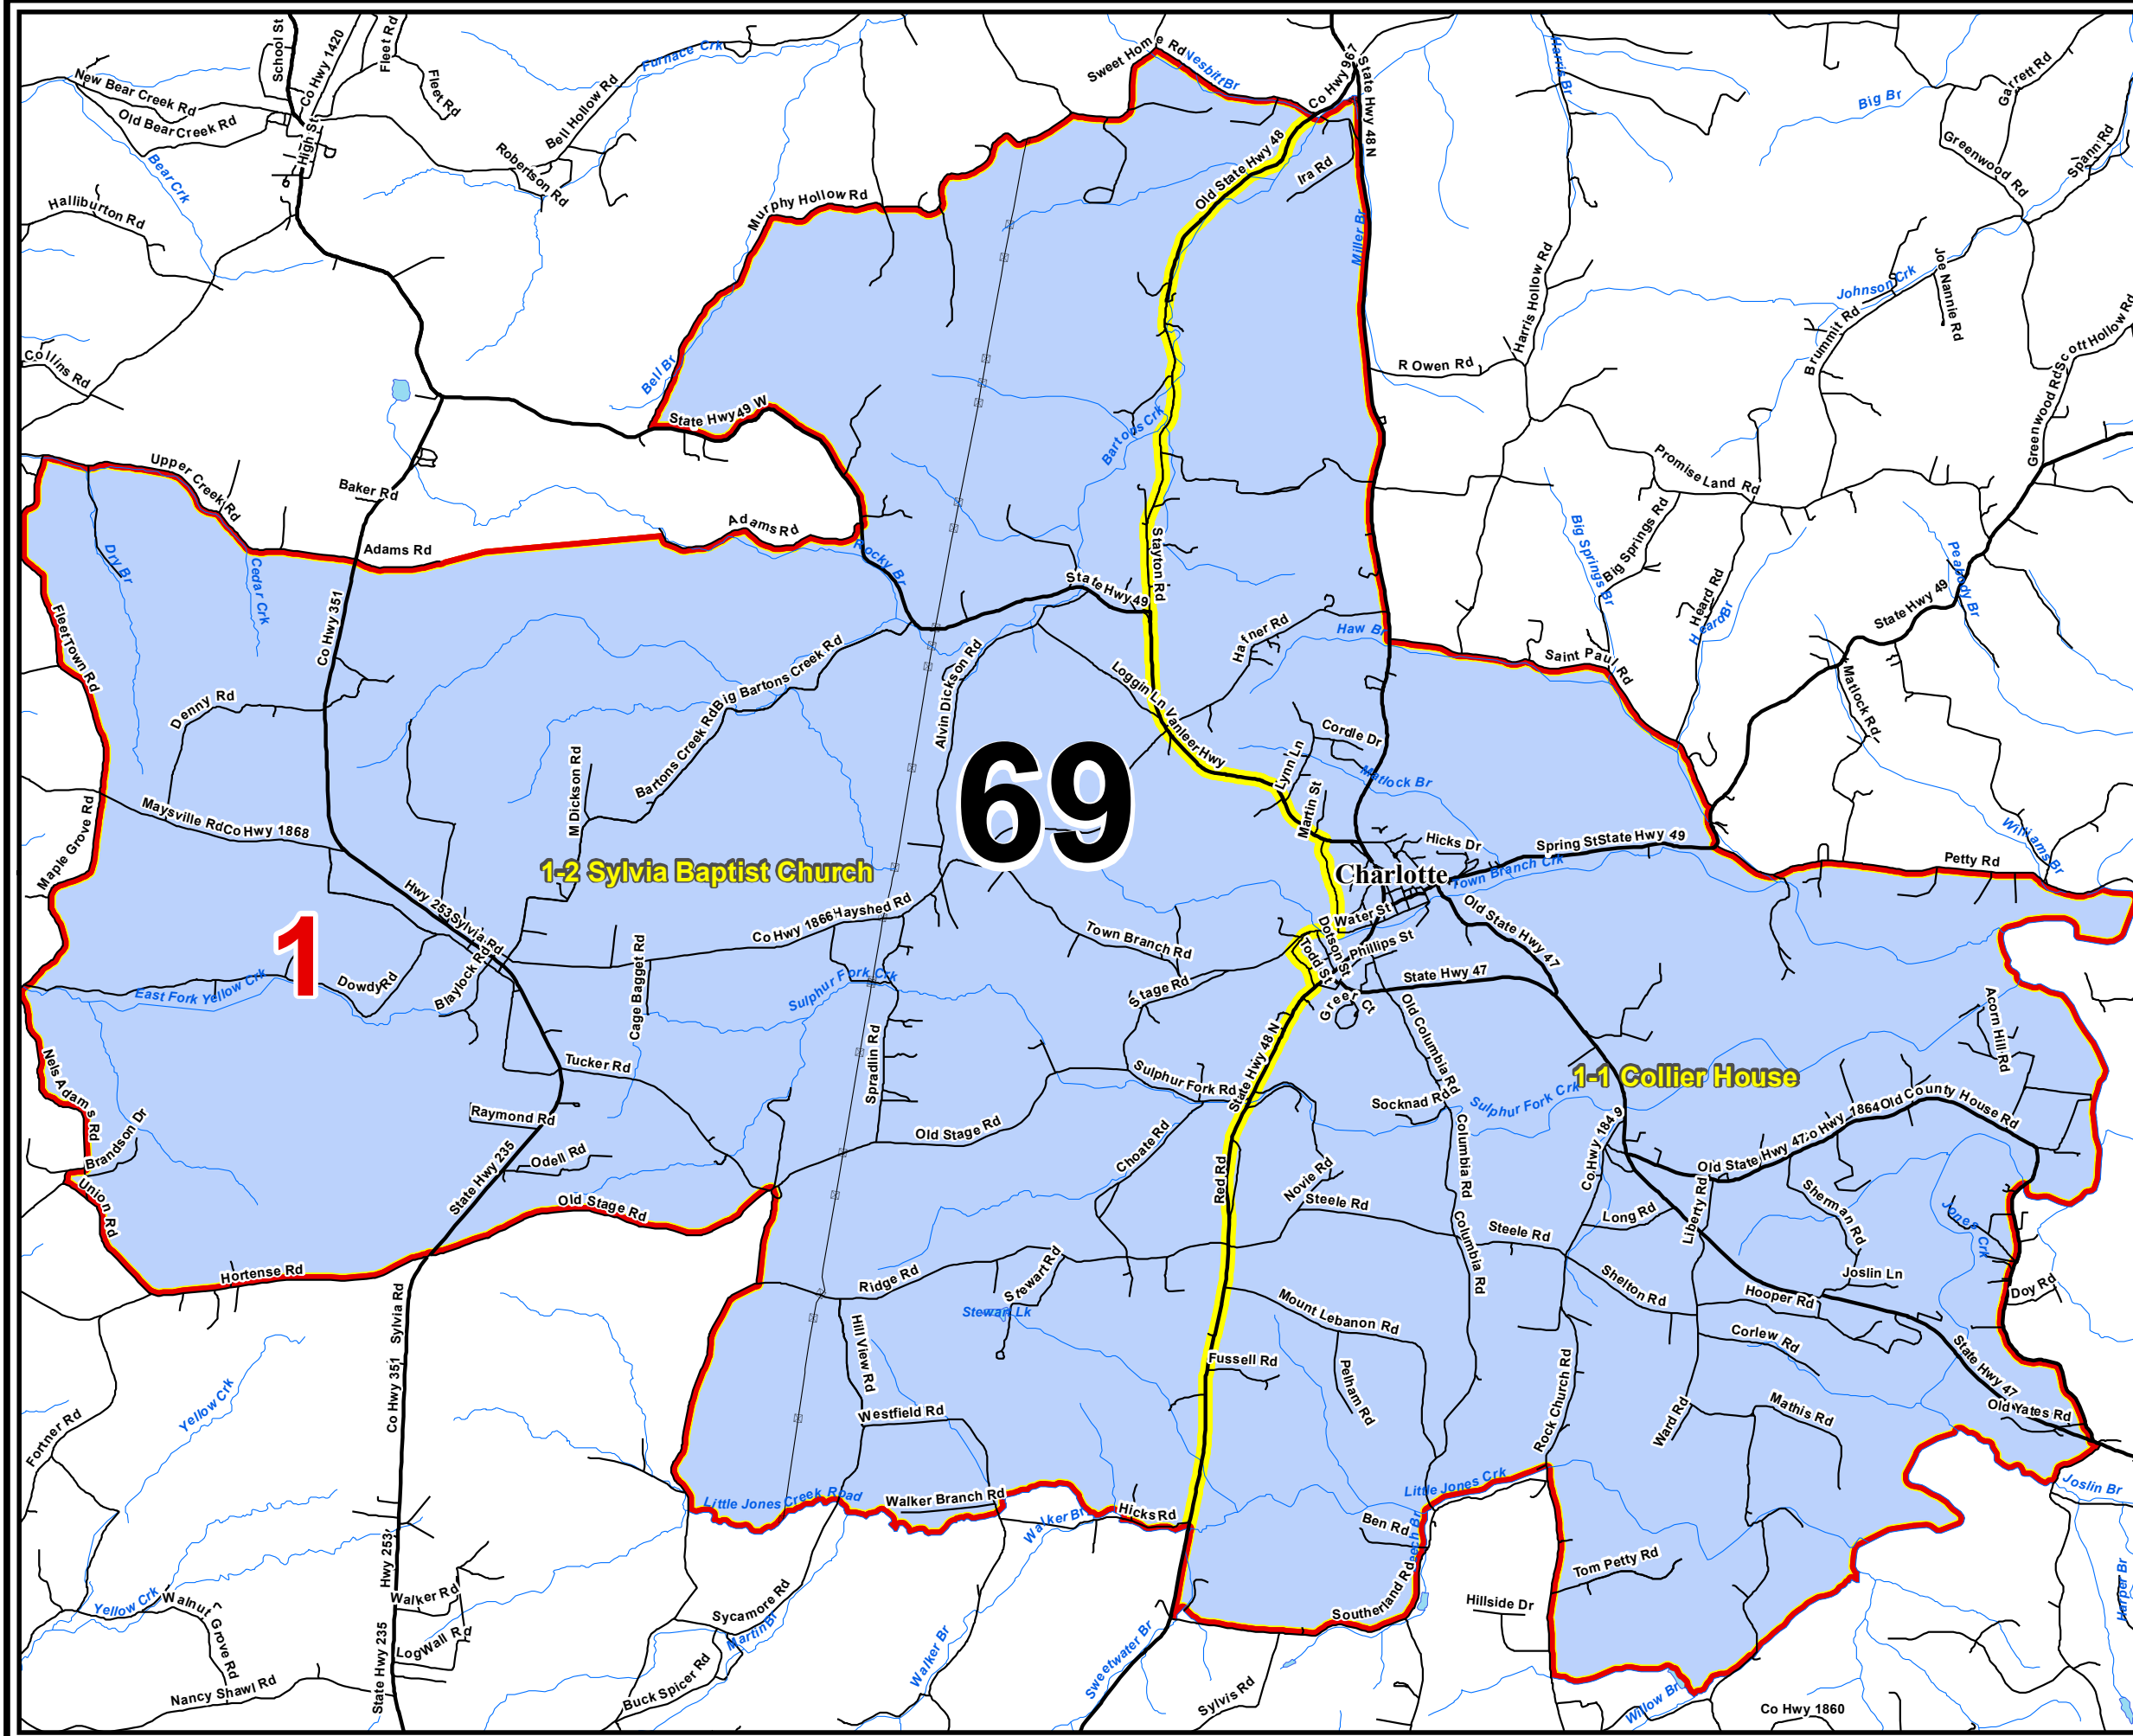 School St
Co Hwy 1420
Fleet Rd
Fleet Rd
New Bear Creek Rd
Old Bear Creek Rd
High St
Bear Crk
Halliburton Rd
Collins Rd
Furnace Crk
Bell Hollow Rd
Robertson Rd
Sweet Home Rd
Nesbitt Br
Co Hwy 967
State Hwy 48 N
Old State Hwy 48
Ira Rd
Miller Br
Murphy Hollow Rd
Bell Br
State Hwy 49 W
Harris Br
Harris Hollow Rd
R Owen Rd
Big Br
Garrett Rd
Greenwood Rd
Spann Rd
Johnson Crk
Joe Nannie Rd
Brummit Rd
Scott Hollow Rd
Greenwood Rd
Promise Land Rd
Big Springs Rd
Big Springs Br
Heard Rd
Heard Br
Peabody Br
State Hwy 49
Matlock Rd
Williams Br
Petty Rd
Upper Creek Rd
Baker Rd
Adams Rd
Adams Rd
Rocky Br
Dry Br
Cedar Crk
Co Hwy 351
Fleet Town Rd
Denny Rd
Maysville Rd
Co Hwy 1868
Maple Grove Rd
Bartons Crk
Stayton Rd
State Hwy 49
Hafner Rd
Haw Br
Saint Paul Rd
Loggin Ln
Vanleer Hwy
Alvin Dickson Rd
Big Bartons Creek Rd
Bartons Creek Rd
M Dickson Rd
Cordle Dr
Lynn Ln
Martin St
Matlock Br
69
1-2 Sylvia Baptist Church
Hicks Dr
Spring St
State Hwy 49
Town Branch Crk
Charlotte
Water St
Dotson St
Phillips St
Todd St
Old State Hwy 47
State Hwy 47
Greer Ct
Old Columbia Rd
Hwy 253
Sylvia Rd
Co Hwy 1866
Hayshed Rd
Town Branch Rd
Stage Rd
1
East Fork Yellow Crk
Dowdy Rd
Blaylock Rd
Cage Bagget Rd
Sulphur Fork Crk
Spradlin Rd
Tucker Rd
Raymond Rd
Odell Rd
State Hwy 235
Old Stage Rd
Old Stage Rd
Nels Adams Rd
Brandson Dr
Union Rd
Hortense Rd
Sulphur Fork Rd
State Hwy 48 N
Choate Rd
Red Rd
Novie Rd
Steele Rd
Socknad Rd
Sulphur Fork Crk
Columbia Rd
Columbia Rd
Steele Rd
1-1 Collier House
Acorn Hill Rd
Co Hwy 1849
Old State Hwy 47
Co Hwy 1864
Old County House Rd
Long Rd
Liberty Rd
Sherman Rd
Jones Crk
Joslin Ln
Doy Rd
Shelton Rd
Hooper Rd
Corlew Rd
State Hwy 47
Old Yates Rd
Mathis Rd
Ward Rd
Rock Church Rd
Ridge Rd
Stewart Rd
Stewart Lk
Hill View Rd
Westfield Rd
Mount Lebanon Rd
Fussell Rd
Pelham Rd
Little Jones Creek Road
Walker Branch Rd
Hicks Rd
Walker Br
Little Jones Crk
Ben Rd
Southerland Rd
Tom Petty Rd
Hillside Dr
Joslin Br
Harper Br
Willow Br
Co Hwy 1860
Sylvis Rd
Sweetwater Br
Walker Br
Sycamore Rd
Martin Br
Buck Spicer Rd
Sylvia Rd
Co Hwy 351
Hwy 253
State Hwy 235
Walker Rd
Log Wall Rd
Fortner Rd
Yellow Crk
Yellow Crk
Walnut Grove Rd
Nancy Shawl Rd